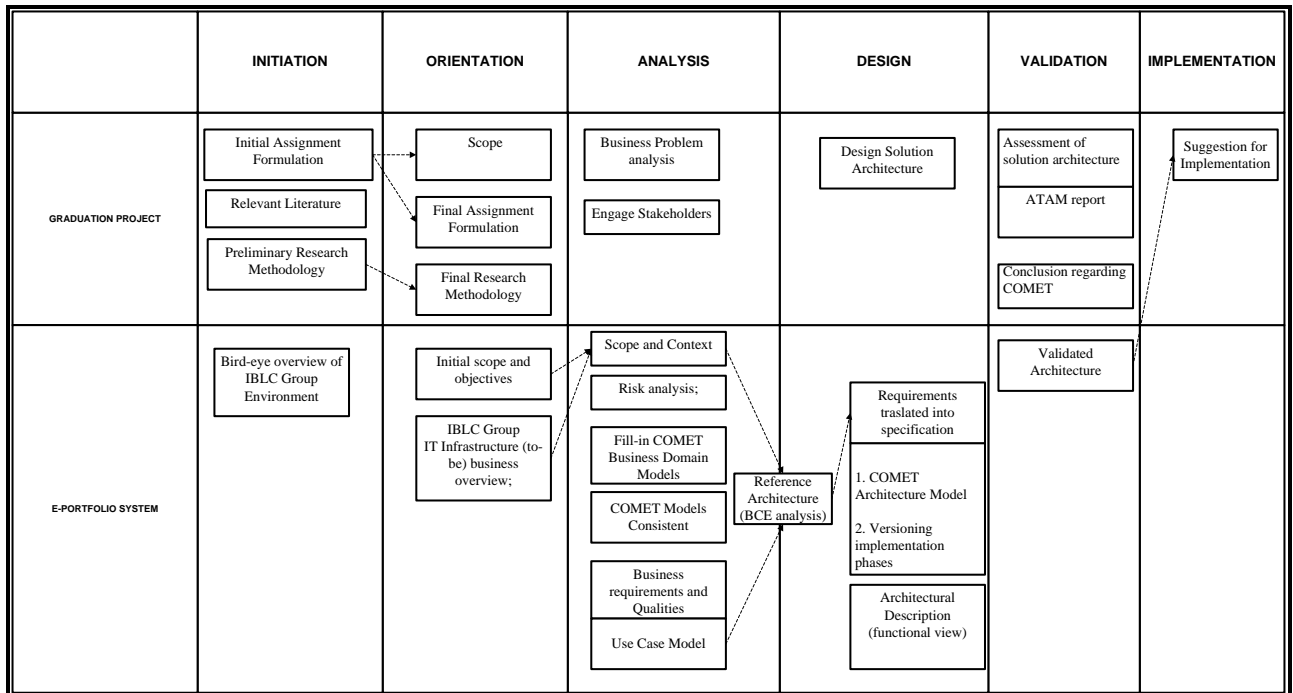 INITIATION
ORIENTATION
ANALYSIS
DESIGN
VALIDATION
IMPLEMENTATION
GRADUATION PROJECT
Initial Assignment
Formulation
Relevant Literature
Preliminary Research
Methodology
Scope
Final Assignment
Formulation
Final Research
Methodology
Business Problem
analysis
Engage Stakeholders
Design Solution
Architecture
Assessment of
solution architecture
ATAM report
Conclusion regarding
COMET
Suggestion for
Implementation
E-PORTFOLIO SYSTEM
Bird-eye overview of
IBLC Group
Environment
Initial scope and
objectives
IBLC Group
IT Infrastructure (to-
be) business
overview;
Scope and Context
Risk analysis;
Fill-in COMET
Business Domain
Models
COMET Models
Consistent
Business
requirements and
Qualities
Use Case Model
Reference
Architecture
(BCE analysis)
Requirements
traslated into
specification
1. COMET
Architecture Model
2. Versioning
implementation
phases
Architectural
Description
(functional view)
Validated
Architecture